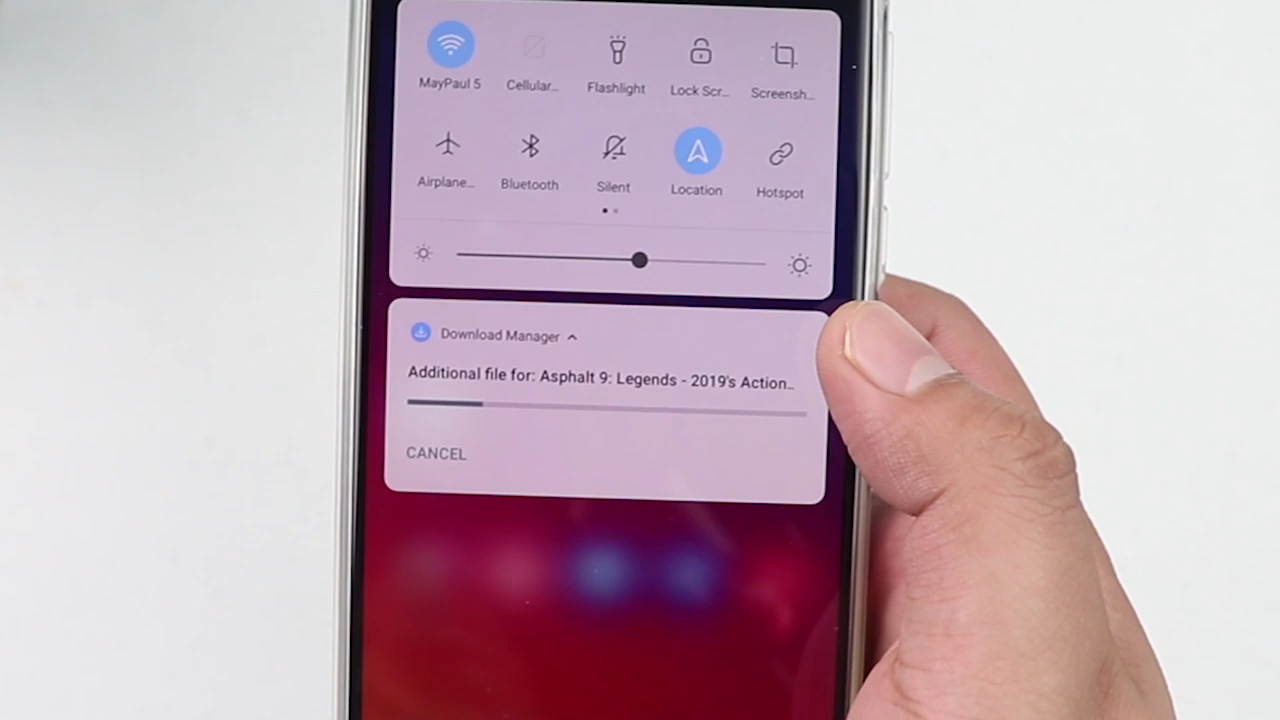 MayPaul 5 Cellular... Flashlight Lock Scr... Screensh...
Airplane... Bluetooth Silent Location Hotspot
Download Manager
Additional file for: Asphalt 9: Legends - 2019's Action...
CANCEL